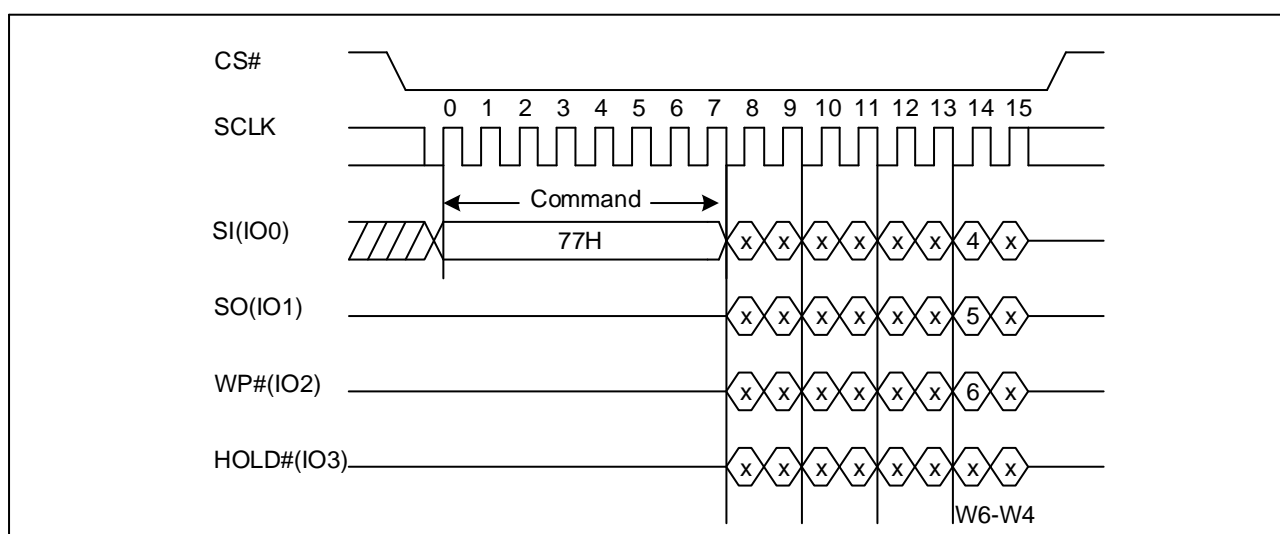 CS#
0 1 2 3 4 5 6 7 8 9 10 11 12 13 14 15
SCLK
Command
SI(IO0) 77H x x x x x x 4 x
SO(IO1) x x x x x x 5 x
WP#(IO2) x x x x x x 6 x
HOLD#(IO3) x x x x x x x x
W6-W4